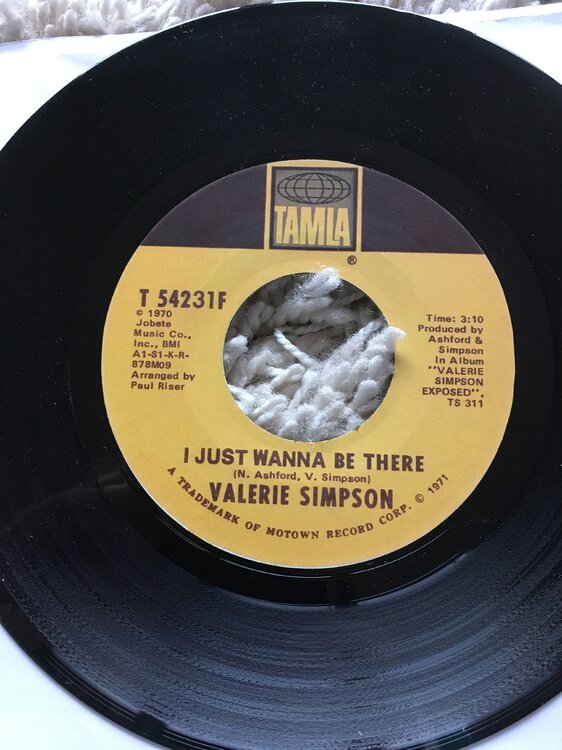 TAMLA
®
T 54231F
© 1970
Jobete
Music Co.,
Inc., BMI
A1-S1-K-R-
878M09
Arranged by
Paul Riser
Time: 3:10
Produced by
Ashford &
Simpson
In Album
"VALERIE
SIMPSON
EXPOSED",
TS 311
I JUST WANNA BE THERE
(N. Ashford, V. Simpson)
VALERIE SIMPSON
A TRADEMARK OF MOTOWN RECORD CORP. © 1971